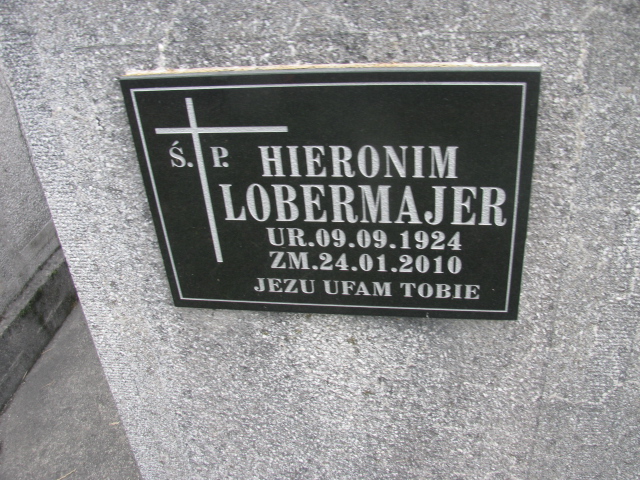 Ś. P. HIERONIM
LOBERMAJER
UR.09.09.1924
ZM.24.01.2010
JEZU UFAM TOBIE